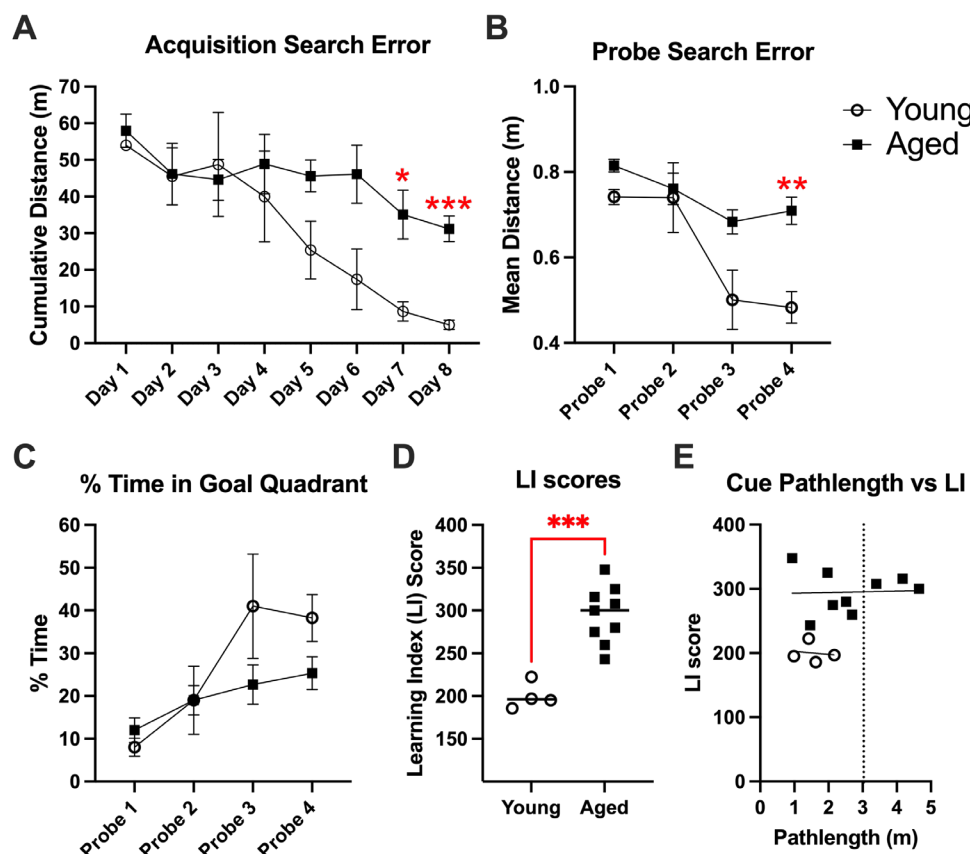 A
Acquisition Search Error
Cumulative Distance (m)
70
60
50
40
30
20
10
0
*
***
Day 1
Day 2
Day 3
Day 4
Day 5
Day 6
Day 7
Day 8
B
Probe Search Error
Mean Distance (m)
1.0
0.8
0.6
0.4
**
Probe 1
Probe 2
Probe 3
Probe 4
Young
Aged
C
% Time in Goal Quadrant
% Time
60
50
40
30
20
10
0
Probe 1
Probe 2
Probe 3
Probe 4
D
LI scores
Learning Index (LI) Score
400
350
300
250
200
150
***
Young
Aged
E
Cue Pathlength vs LI
LI score
400
300
200
100
0
0
1
2
3
4
5
Pathlength (m)